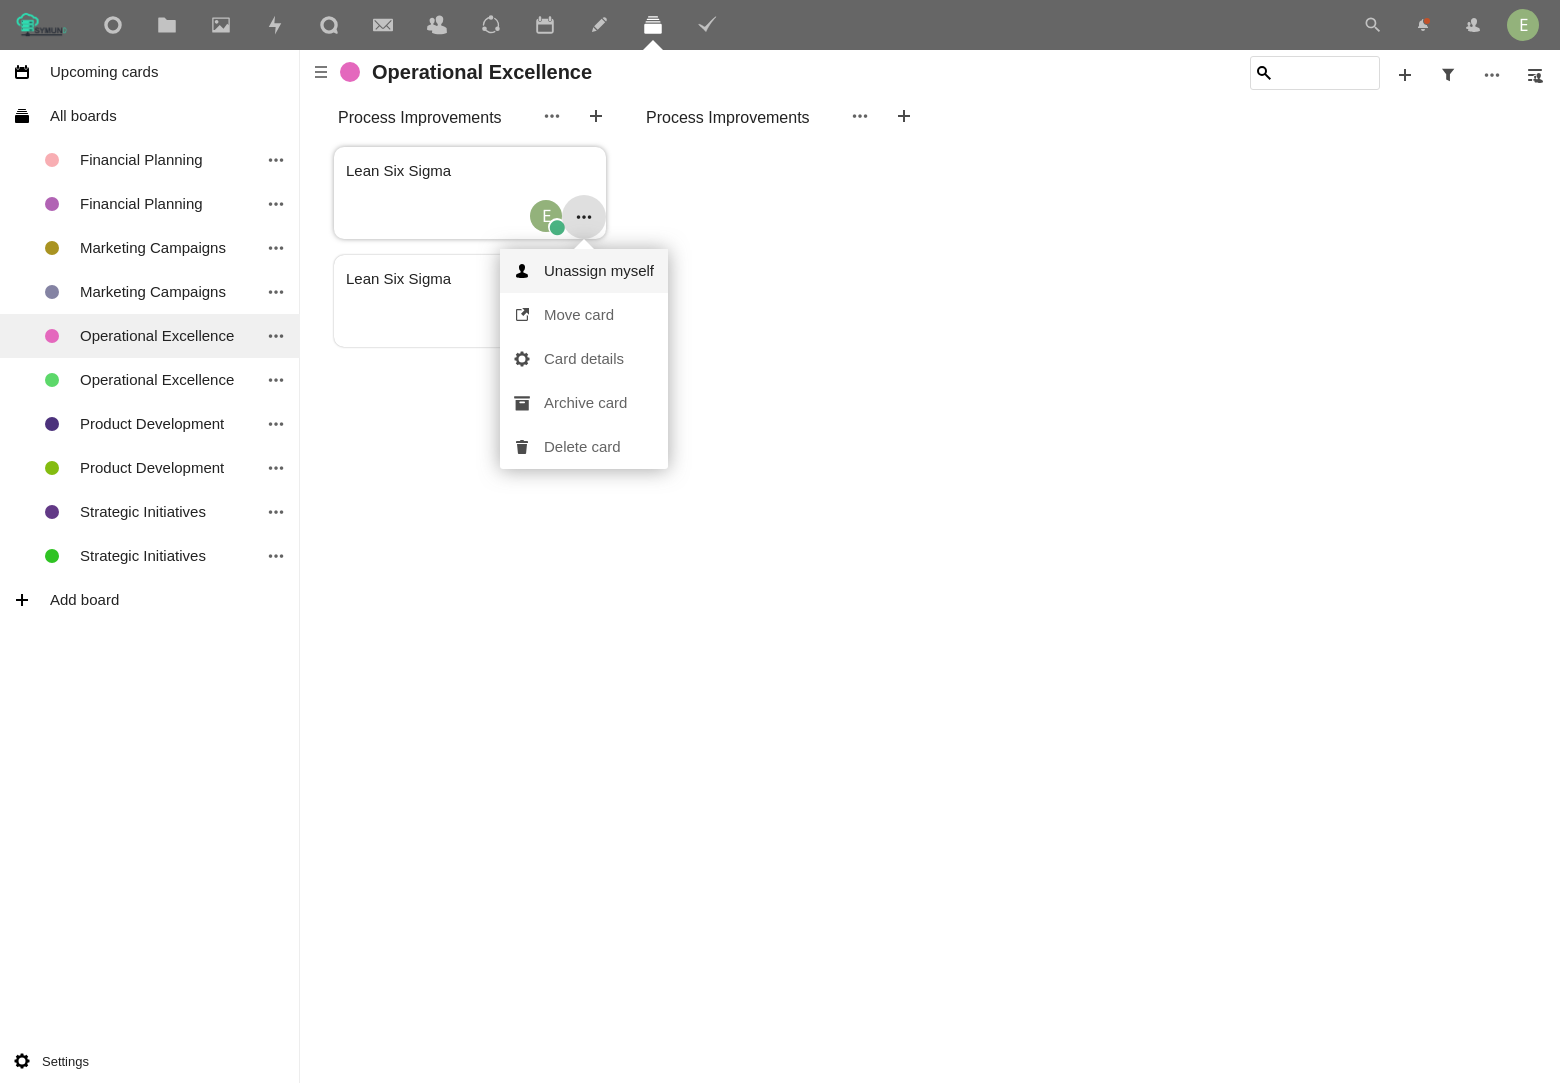 E
Upcoming cards
All boards
Financial Planning
Financial Planning
Marketing Campaigns
Marketing Campaigns
Operational Excellence
Operational Excellence
Product Development
Product Development
Strategic Initiatives
Strategic Initiatives
Add board
Settings
Operational Excellence
Process Improvements
Process Improvements
Lean Six Sigma
E
Lean Six Sigma
Unassign myself
Move card
Card details
Archive card
Delete card